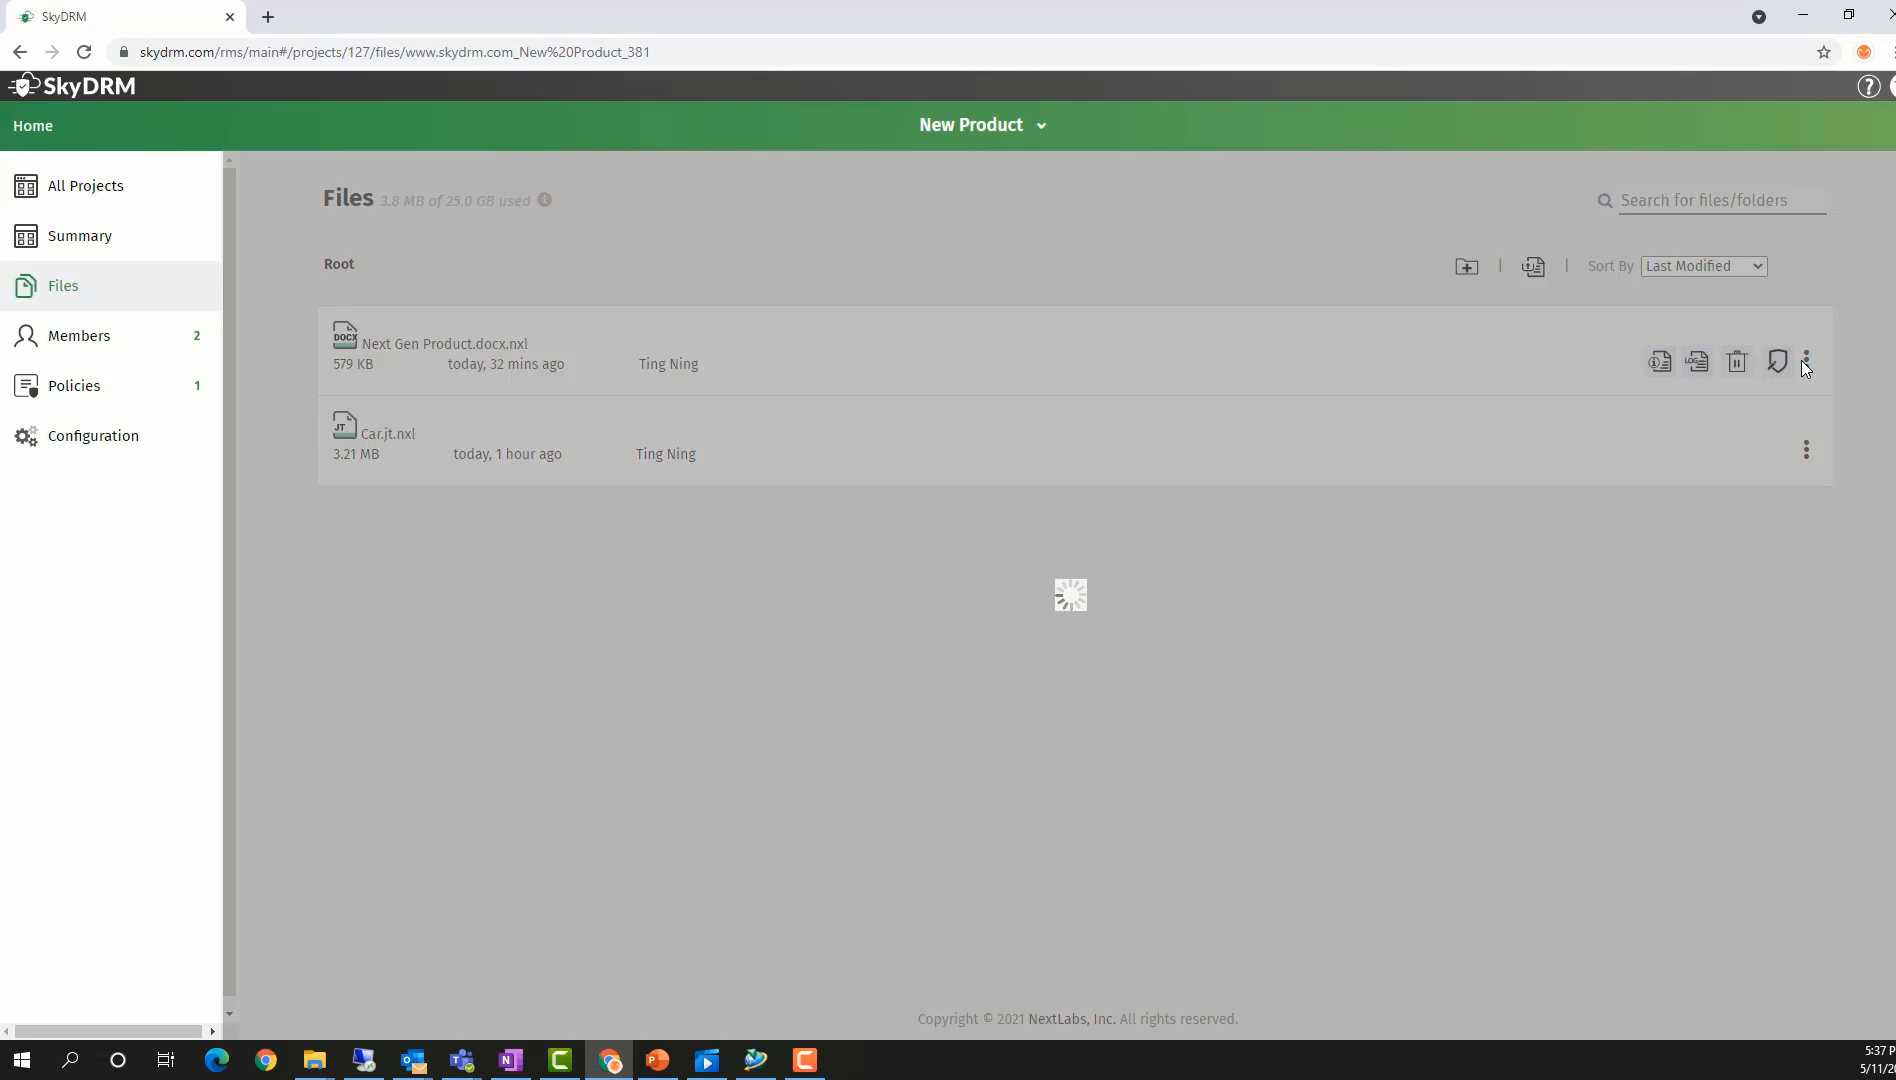 SkyDRM
skydrm.com/rms/main#/projects/127/files/www.skydrm.com_New%20Product_381
SkyDRM
?
Home
New Product
All Projects
Summary
Files
Members 2
Policies 1
Configuration
Files 3.8 MB of 25.0 GB used
Search for files/folders
Root
Sort By Last Modified
DOCX Next Gen Product.docx.nxl
579 KB today, 32 mins ago Ting Ning
LOG
JT Car.jt.nxl
3.21 MB today, 1 hour ago Ting Ning
Copyright © 2021 NextLabs, Inc. All rights reserved.
5:37 P
5/11/20